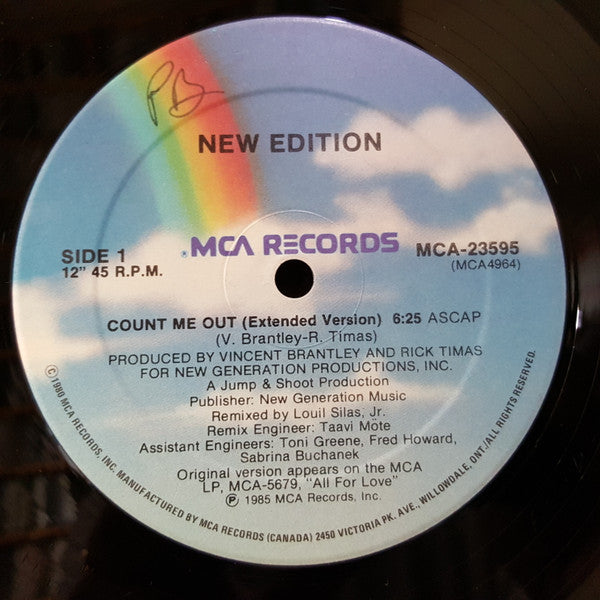 PB
NEW EDITION
SIDE 1
12" 45 R.P.M.
®MCA RECORDS
MCA-23595
(MCA4964)
COUNT ME OUT (Extended Version) 6:25 ASCAP
(V. Brantley-R. Timas)
PRODUCED BY VINCENT BRANTLEY AND RICK TIMAS
FOR NEW GENERATION PRODUCTIONS, INC.
A Jump & Shoot Production
Publisher: New Generation Music
Remixed by Louil Silas, Jr.
Remix Engineer: Taavi Möte
Assistant Engineers: Toni Greene, Fred Howard,
Sabrina Buchanek
Original version appears on the MCA
LP, MCA-5679, "All For Love"
Ⓟ 1985 MCA Records, Inc.
©1980 MCA RECORDS, INC. MANUFACTURED BY MCA RECORDS (CANADA) 2450 VICTORIA PK. AVE., WILLOWDALE, ONT./ALL RIGHTS RESERVED.